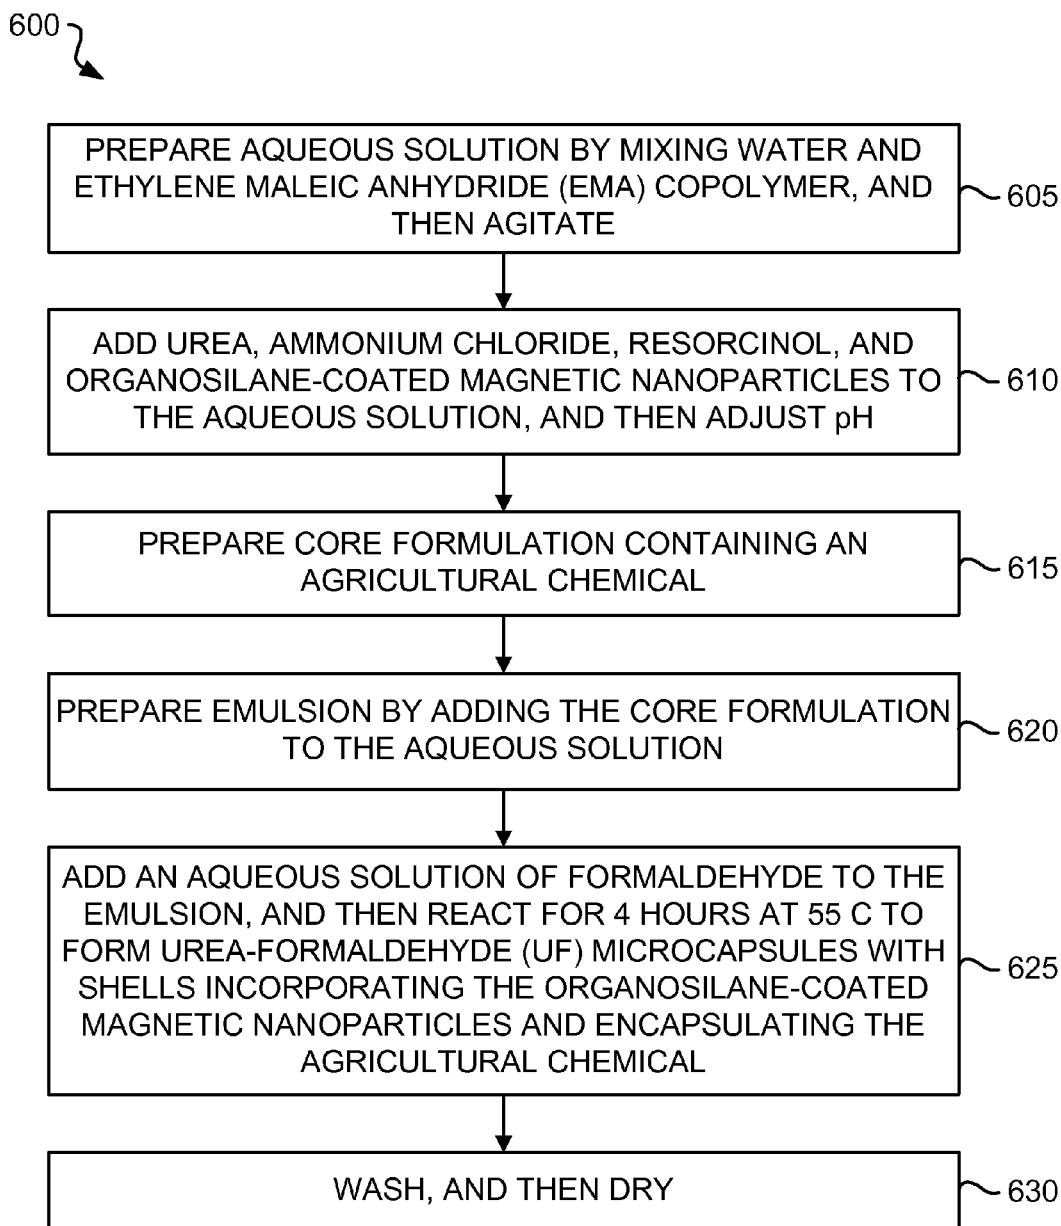 600
PREPARE AQUEOUS SOLUTION BY MIXING WATER AND
ETHYLENE MALEIC ANHYDRIDE (EMA) COPOLYMER, AND
THEN AGITATE
605
ADD UREA, AMMONIUM CHLORIDE, RESORCINOL, AND
ORGANOSILANE-COATED MAGNETIC NANOPARTICLES TO
THE AQUEOUS SOLUTION, AND THEN ADJUST pH
610
PREPARE CORE FORMULATION CONTAINING AN
AGRICULTURAL CHEMICAL
615
PREPARE EMULSION BY ADDING THE CORE FORMULATION
TO THE AQUEOUS SOLUTION
620
ADD AN AQUEOUS SOLUTION OF FORMALDEHYDE TO THE
EMULSION, AND THEN REACT FOR 4 HOURS AT 55 C TO
FORM UREA-FORMALDEHYDE (UF) MICROCAPSULES WITH
SHELLS INCORPORATING THE ORGANOSILANE-COATED
MAGNETIC NANOPARTICLES AND ENCAPSULATING THE
AGRICULTURAL CHEMICAL
625
WASH, AND THEN DRY
630